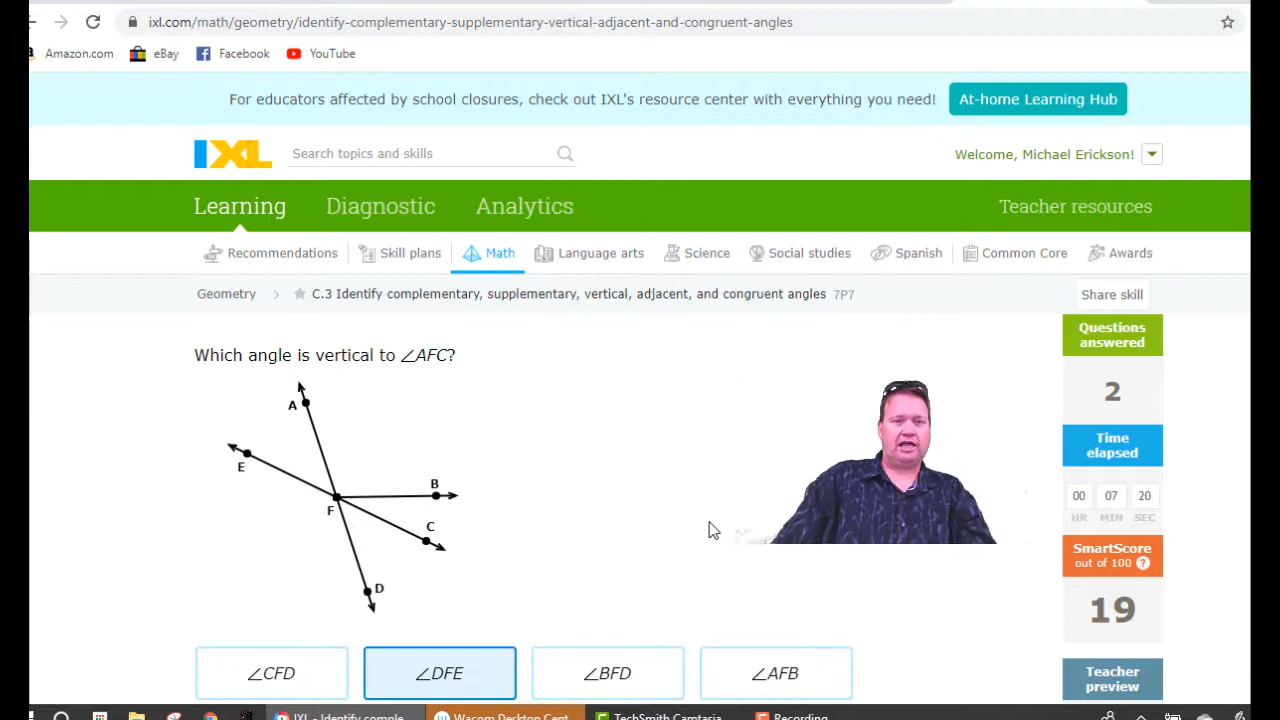 ixl.com/math/geometry/identify-complementary-supplementary-vertical-adjacent-and-congruent-angles
Amazon.com eBay Facebook YouTube
For educators affected by school closures, check out IXL's resource center with everything you need! At-home Learning Hub
IXL Search topics and skills Welcome, Michael Erickson!
Learning Diagnostic Analytics Teacher resources
Recommendations Skill plans Math Language arts Science Social studies Spanish Common Core Awards
Geometry > C.3 Identify complementary, supplementary, vertical, adjacent, and congruent angles 7P7 Share skill
Questions answered
2
Time elapsed
00 07 20
HR MIN SEC
SmartScore
out of 100 ?
19
Teacher preview
Which angle is vertical to ∠AFC?
A
E
B
F
C
D
∠CFD ∠DFE ∠BFD ∠AFB
IXL - Identify comple Wacom Desktop Cent TechSmith Camtasia Recording